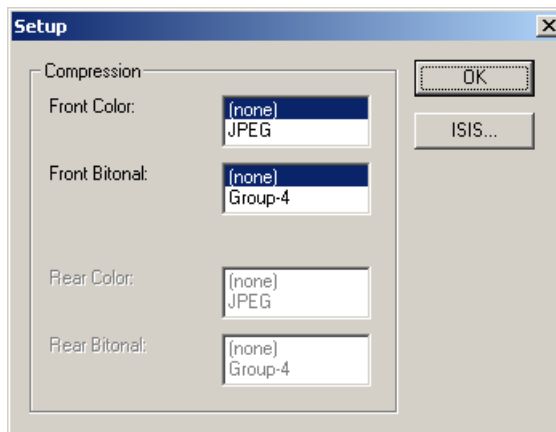 Setup
Compression
Front Color:
(none)
JPEG
Front Bitonal:
(none)
Group-4
Rear Color:
(none)
JPEG
Rear Bitonal:
(none)
Group-4
OK
ISIS...